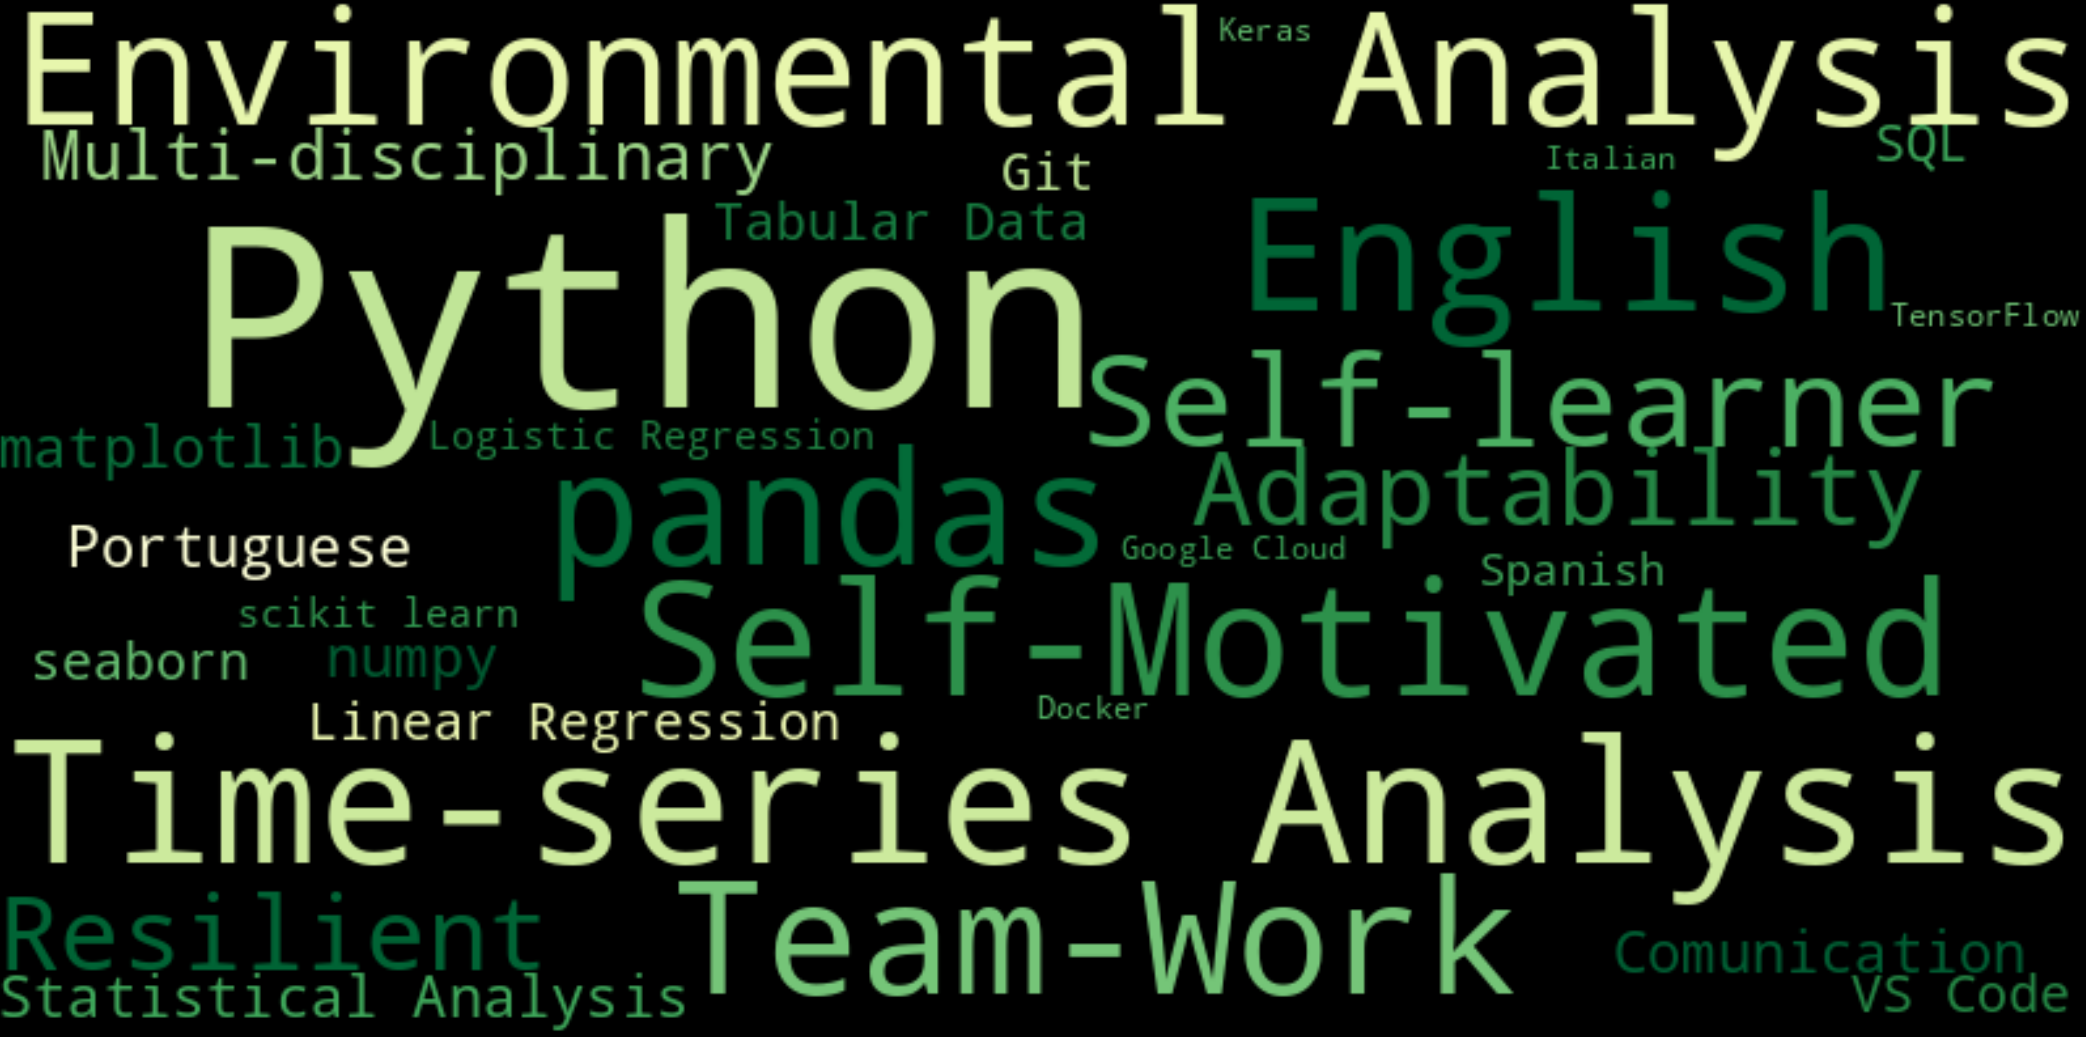 Environmental Analysis
Keras
Multi-disciplinary
Git
Italian
SQL
Tabular Data
Python
English
TensorFlow
Self-learner
matplotlib
Logistic Regression
pandas
Adaptability
Portuguese
Google Cloud
Spanish
scikit learn
Self-Motivated
seaborn
numpy
Linear Regression
Docker
Time-series Analysis
Resilient
Team-Work
Comunication
Statistical Analysis
VS Code